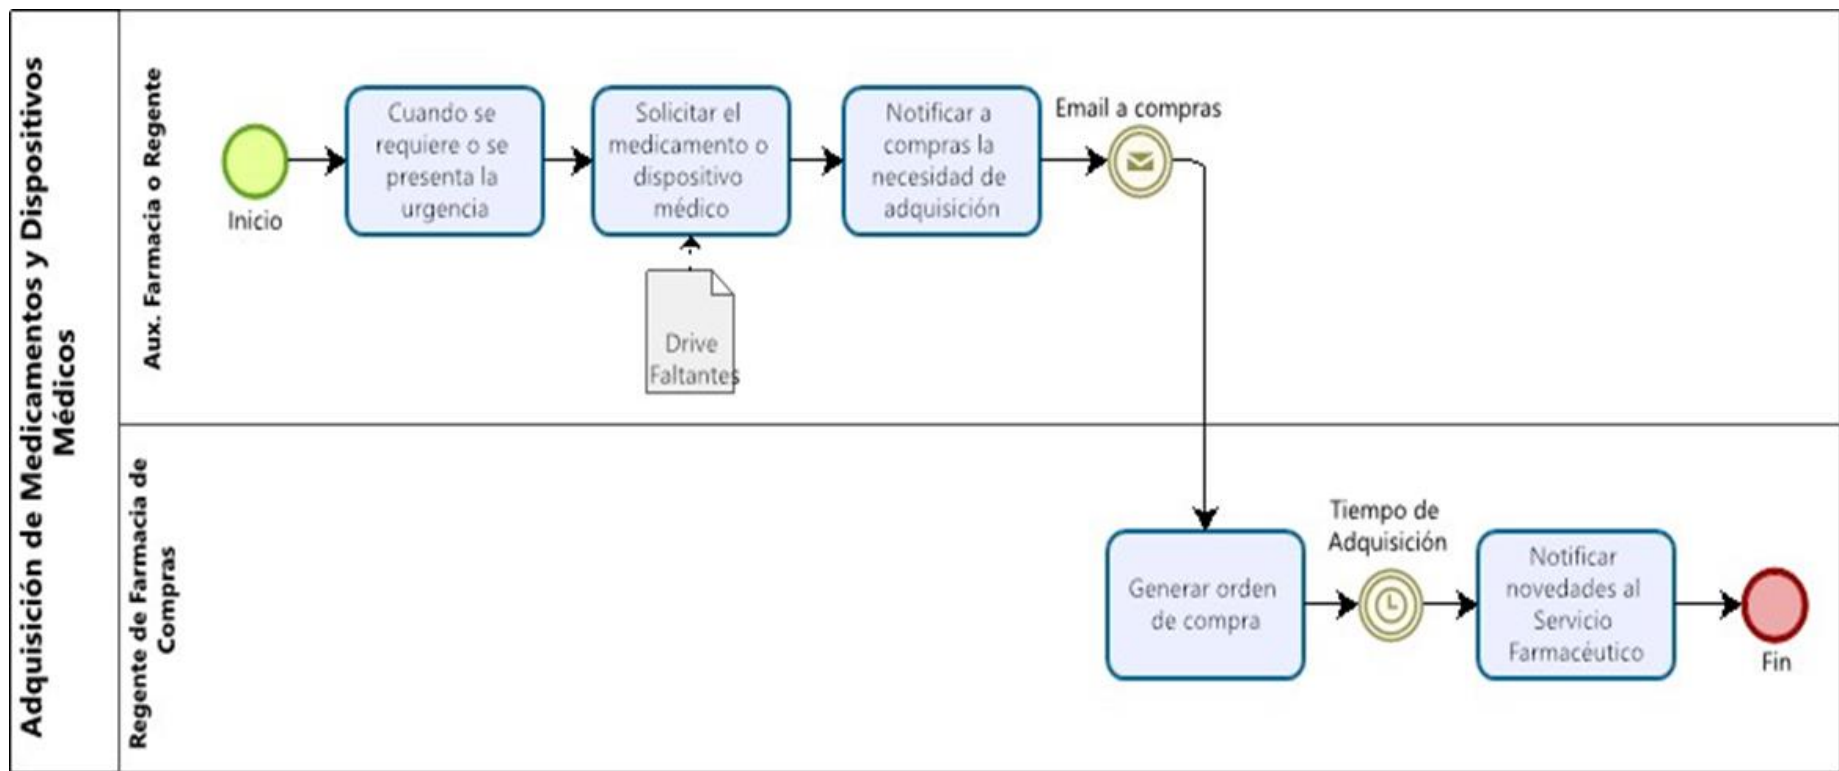 Adquisición de Medicamentos y Dispositivos
Médicos
Aux. Farmacia o Regente
Inicio
Cuando se
requiere o se
presenta la
urgencia
Solicitar el
medicamento o
dispositivo
médico
Drive
Faltantes
Notificar a
compras la
necesidad de
adquisición
Email a compras
Regente de Farmacia de
Compras
Generar orden
de compra
Tiempo de
Adquisición
Notificar
novedades al
Servicio
Farmacéutico
Fin